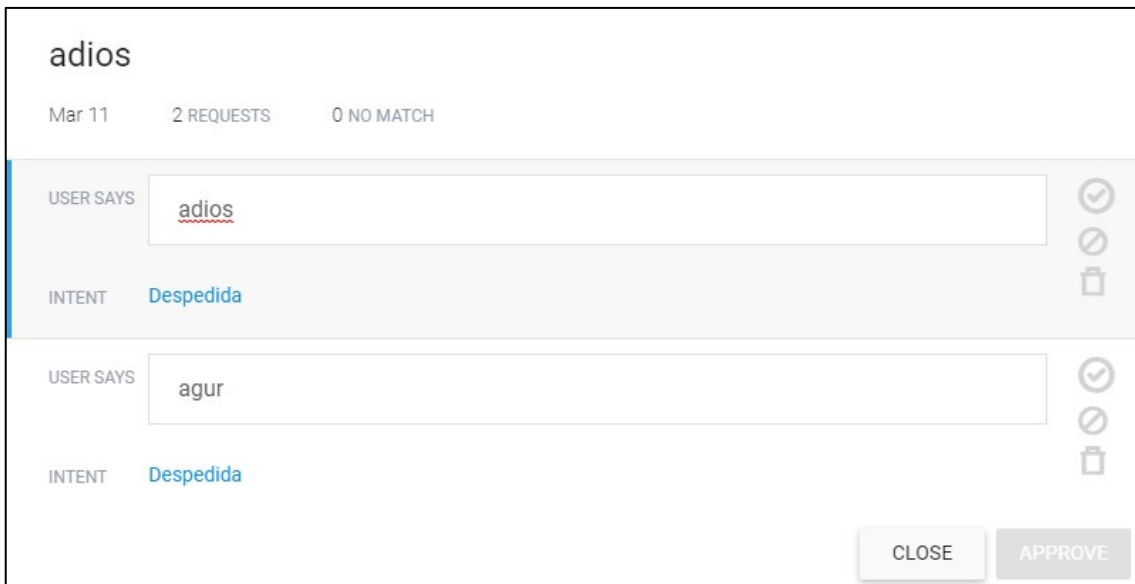 adios
Mar 11 2 REQUESTS 0 NO MATCH
USER SAYS adios
INTENT Despedida
USER SAYS agur
INTENT Despedida
CLOSE APPROVE